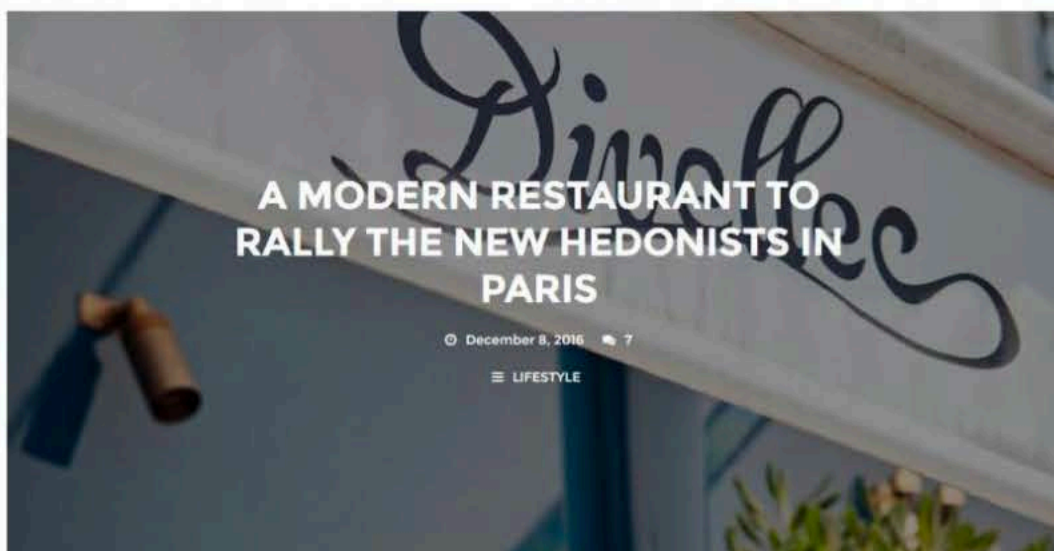 Divellec
A MODERN RESTAURANT TO
RALLY THE NEW HEDONISTS IN
PARIS
December 8, 2016 7
LIFESTYLE